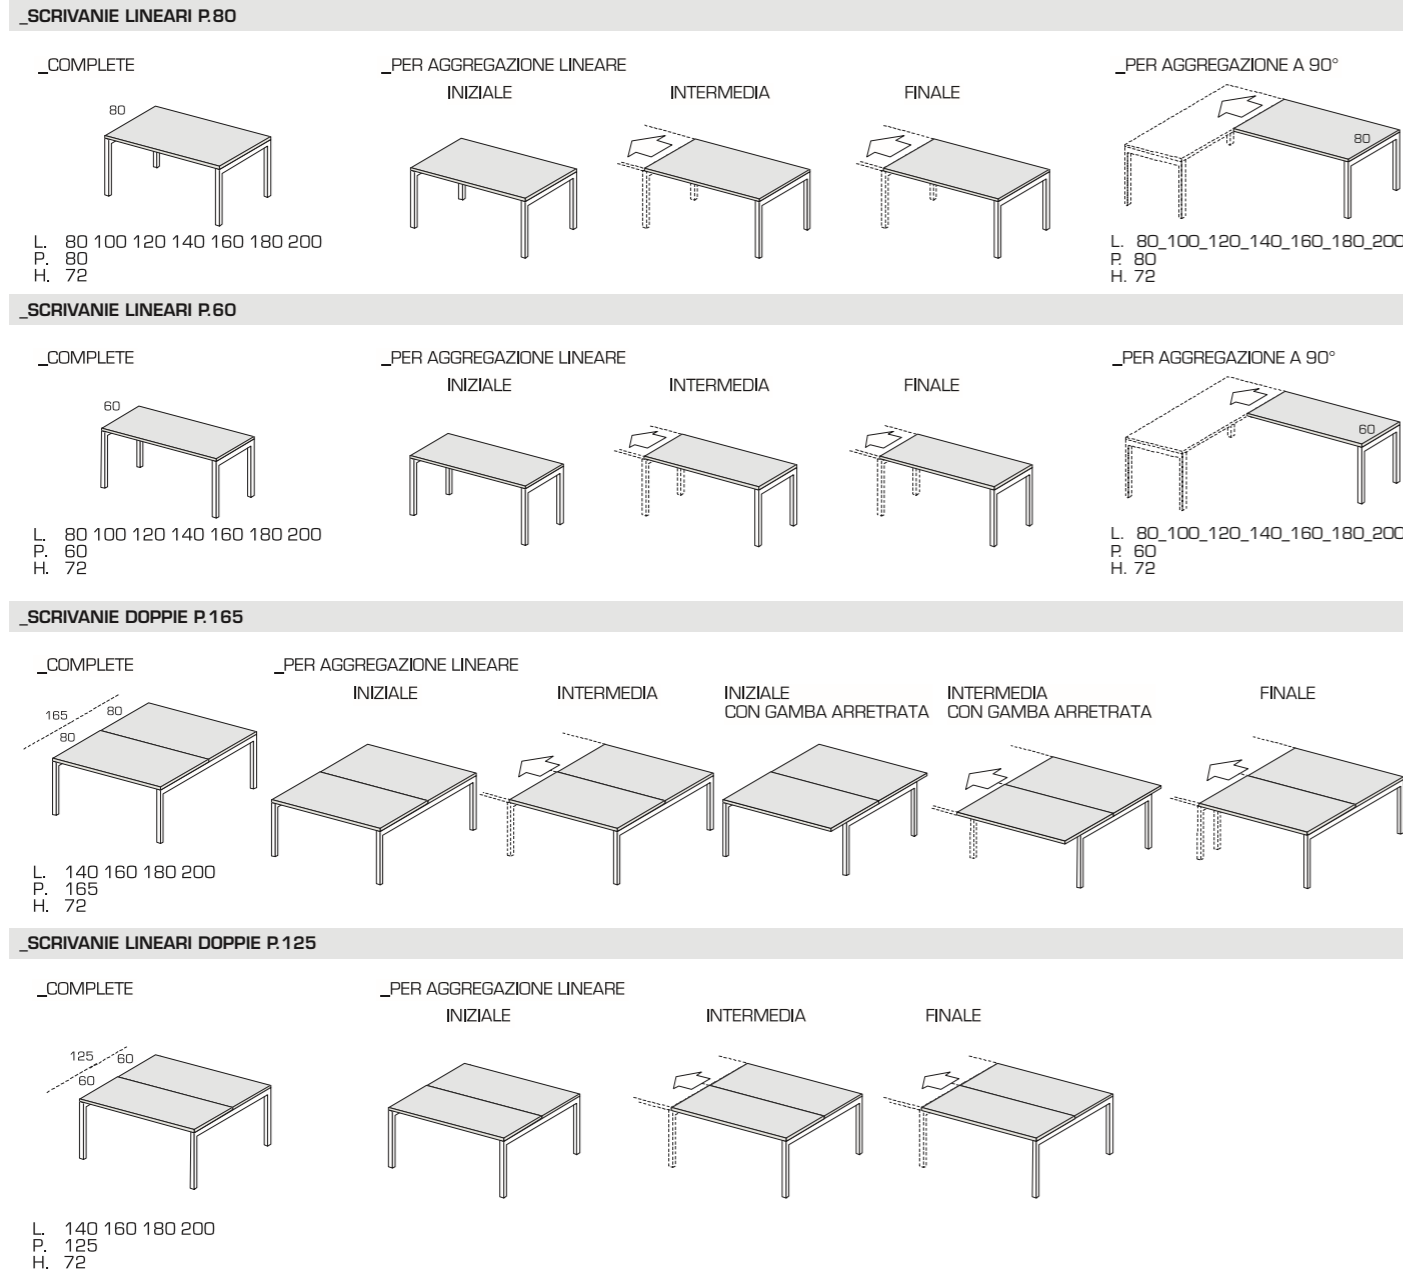 _SCRIVANIE LINEARI P.80
_COMPLETE
_PER AGGREGAZIONE LINEARE
_PER AGGREGAZIONE A 90°
INIZIALE
INTERMEDIA
FINALE
80
80
L. 80 100 120 140 160 180 200
P. 80
H. 72
L. 80_100_120_140_160_180_200
P. 80
H. 72
_SCRIVANIE LINEARI P.60
_COMPLETE
_PER AGGREGAZIONE LINEARE
_PER AGGREGAZIONE A 90°
INIZIALE
INTERMEDIA
FINALE
60
60
L. 80 100 120 140 160 180 200
P. 60
H. 72
L. 80_100_120_140_160_180_200
P. 60
H. 72
_SCRIVANIE DOPPIE P.165
_COMPLETE
_PER AGGREGAZIONE LINEARE
INIZIALE
INTERMEDIA
INIZIALE
CON GAMBA ARRETRATA
INTERMEDIA
CON GAMBA ARRETRATA
FINALE
165
80
80
L. 140 160 180 200
P. 165
H. 72
_SCRIVANIE LINEARI DOPPIE P.125
_COMPLETE
_PER AGGREGAZIONE LINEARE
INIZIALE
INTERMEDIA
FINALE
125
60
60
L. 140 160 180 200
P. 125
H. 72